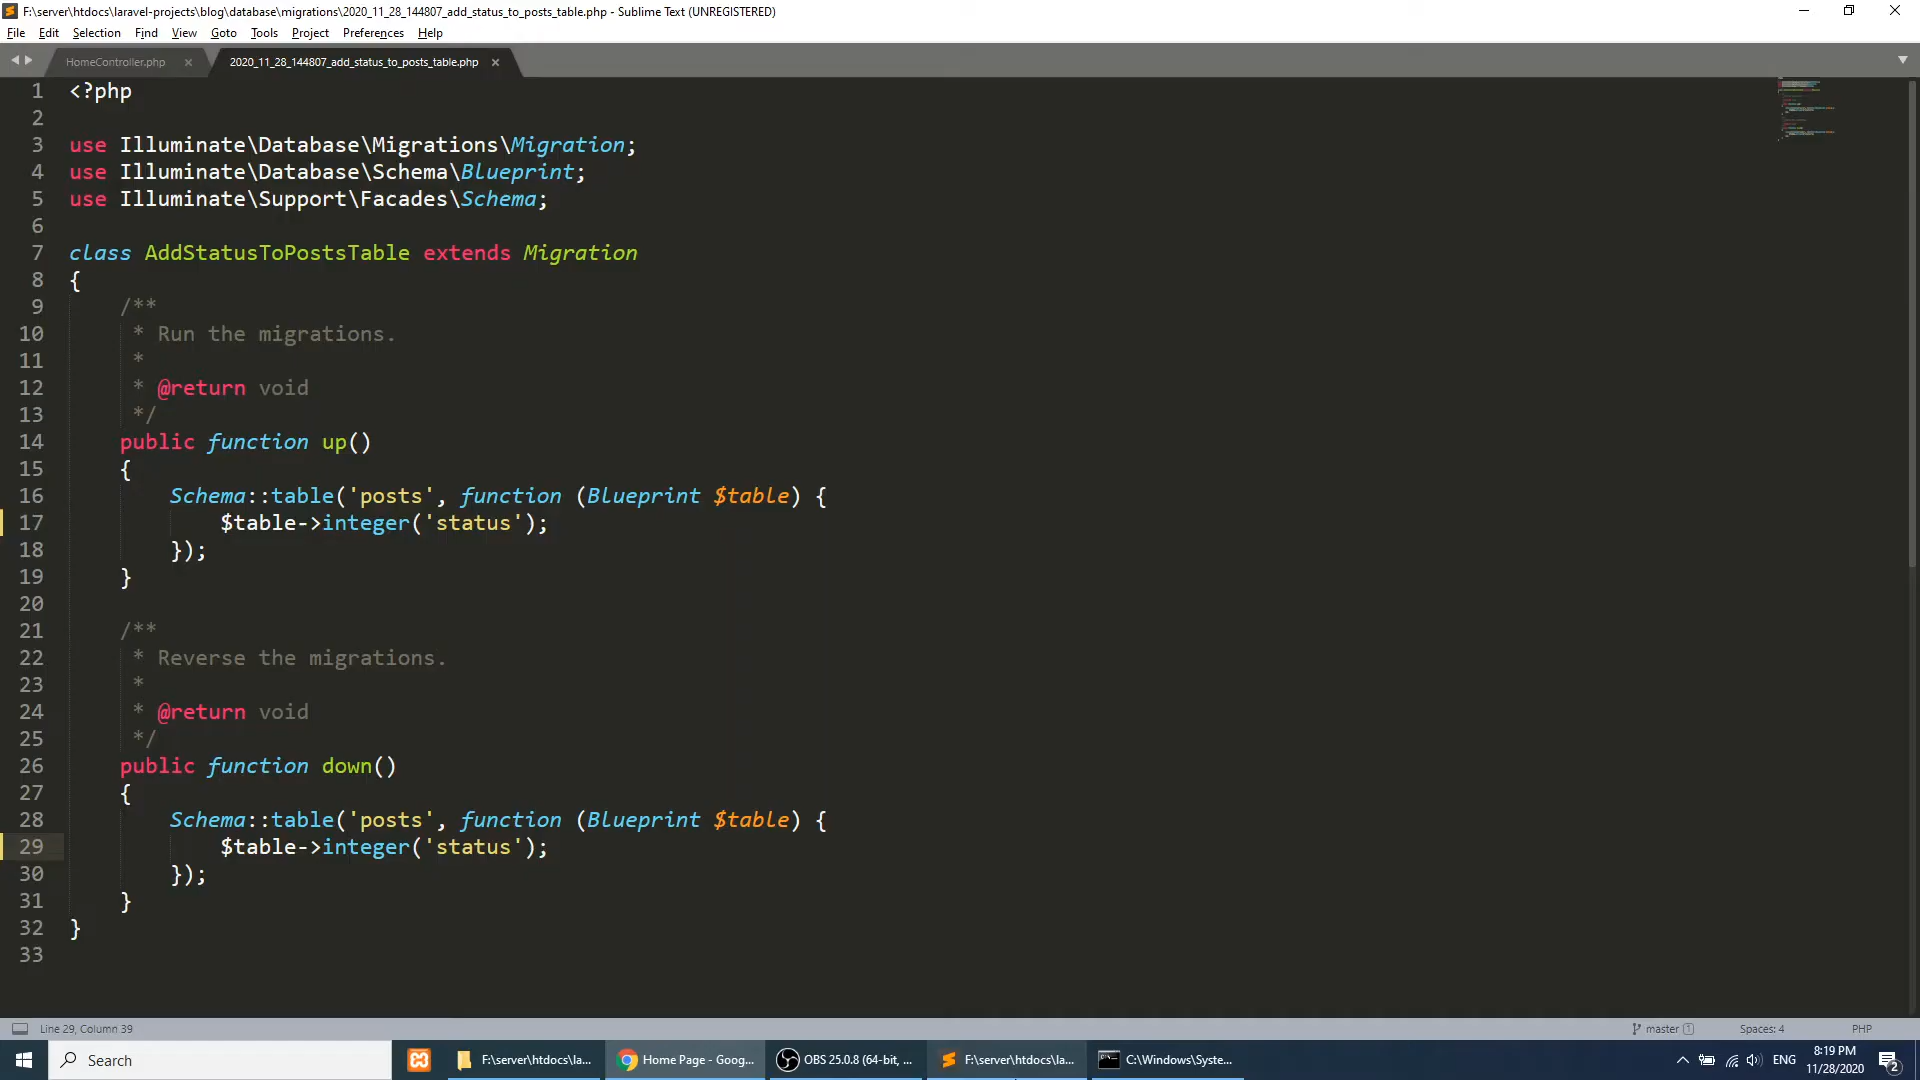 F:\server\htdocs\laravel-projects\blog\database\migrations\2020_11_28_144807_add_status_to_posts_table.php - Sublime Text (UNREGISTERED)
File Edit Selection Find View Goto Tools Project Preferences Help
HomeController.php × 2020_11_28_144807_add_status_to_posts_table.php ×
1 <?php
2
3 use Illuminate\Database\Migrations\Migration;
4 use Illuminate\Database\Schema\Blueprint;
5 use Illuminate\Support\Facades\Schema;
6
7 class AddStatusToPostsTable extends Migration
8 {
9 /**
10 * Run the migrations.
11 *
12 * @return void
13 */
14 public function up()
15 {
16 Schema::table('posts', function (Blueprint $table) {
17 $table->integer('status');
18 });
19 }
20
21 /**
22 * Reverse the migrations.
23 *
24 * @return void
25 */
26 public function down()
27 {
28 Schema::table('posts', function (Blueprint $table) {
29 $table->integer('status');
30 });
31 }
32 }
33
Line 29, Column 39 master 1 Spaces: 4 PHP
Search F:\server\htdocs\la... Home Page - Goog... OBS 25.0.8 (64-bit, ... F:\server\htdocs\la... C:\Windows\Syste... ENG 8:19 PM
11/28/2020 2